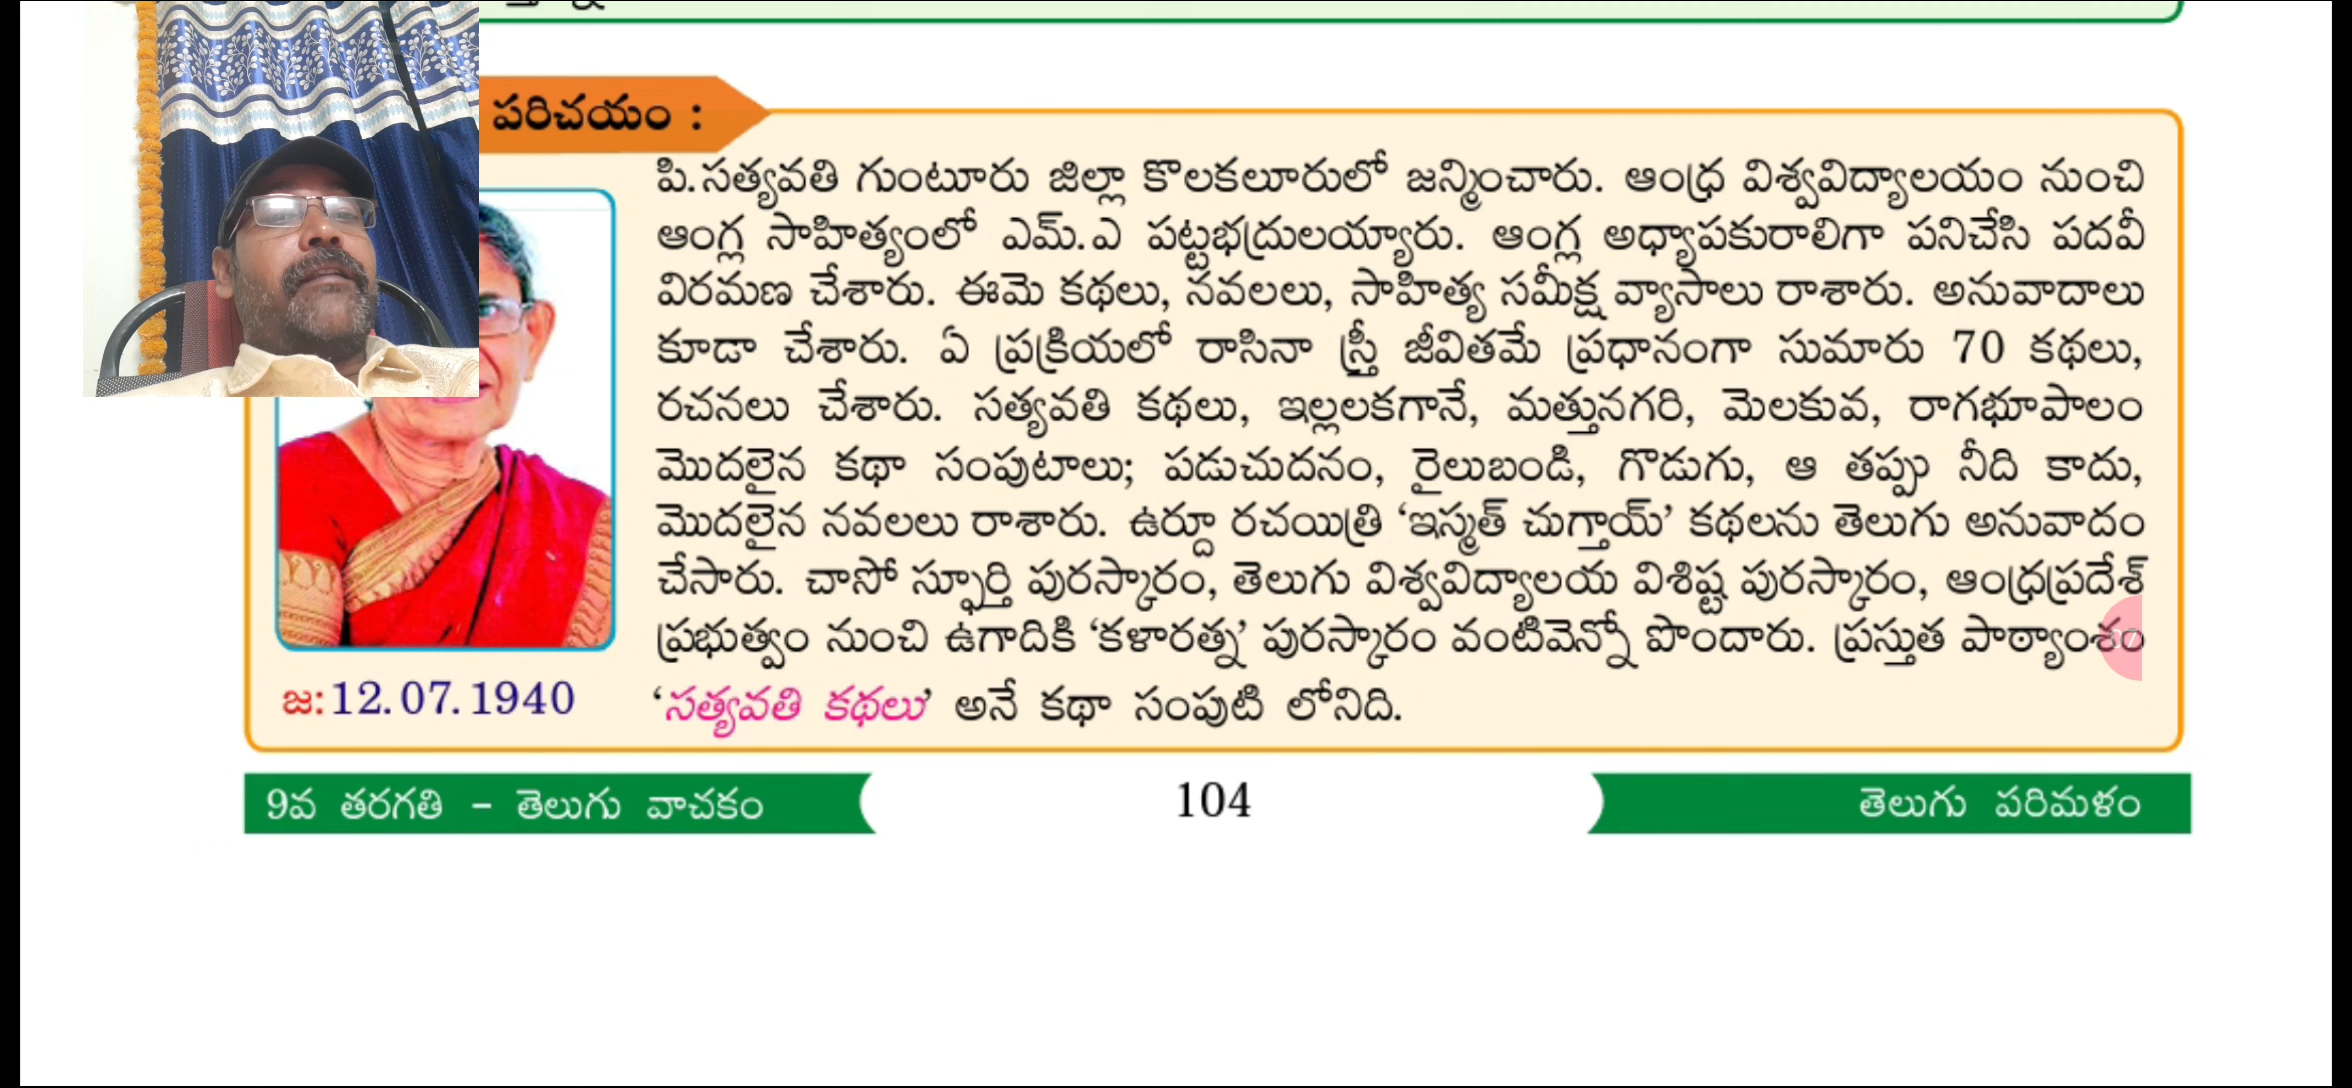 పరిచయం :
పి.సత్యవతి గుంటూరు జిల్లా కొలకలూరులో జన్మించారు. ఆంధ్ర విశ్వవిద్యాలయం నుంచి
ఆంగ్ల సాహిత్యంలో ఎమ్.ఎ పట్టభద్రులయ్యారు. ఆంగ్ల అధ్యాపకురాలిగా పనిచేసి పదవీ
విరమణ చేశారు. ఈమె కథలు, నవలలు, సాహిత్య సమీక్ష వ్యాసాలు రాశారు. అనువాదాలు
కూడా చేశారు. ఏ ప్రక్రియలో రాసినా స్త్రీ జీవితమే ప్రధానంగా సుమారు 70 కథలు,
రచనలు చేశారు. సత్యవతి కథలు, ఇల్లలకగానే, మత్తునగరి, మెలకువ, రాగభూపాలం
మొదలైన కథా సంపుటాలు; పడుచుదనం, రైలుబండి, గొడుగు, ఆ తప్పు నీది కాదు,
మొదలైన నవలలు రాశారు. ఉర్దూ రచయిత్రి ‘ఇస్మత్ చుగ్తాయ్’ కథలను తెలుగు అనువాదం
చేసారు. చాసో స్ఫూర్తి పురస్కారం, తెలుగు విశ్వవిద్యాలయ విశిష్ట పురస్కారం, ఆంధ్రప్రదేశ్
ప్రభుత్వం నుంచి ఉగాదికి ‘కళారత్న’ పురస్కారం వంటివెన్నో పొందారు. ప్రస్తుత పాఠ్యాంశం
‘సత్యవతి కథలు’ అనే కథా సంపుటి లోనిది.
జ: 12.07.1940
9వ తరగతి - తెలుగు వాచకం
104
తెలుగు పరిమళం